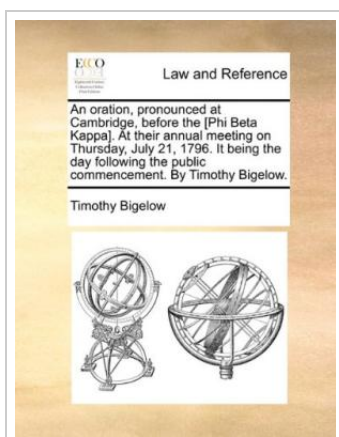 ECCO
Law and Reference
An oration, pronounced at
Cambridge, before the [Phi Beta
Kappa]. At their annual meeting on
Thursday, July 21, 1796. It being the
day following the public
commencement. By Timothy Bigelow.
Timothy Bigelow